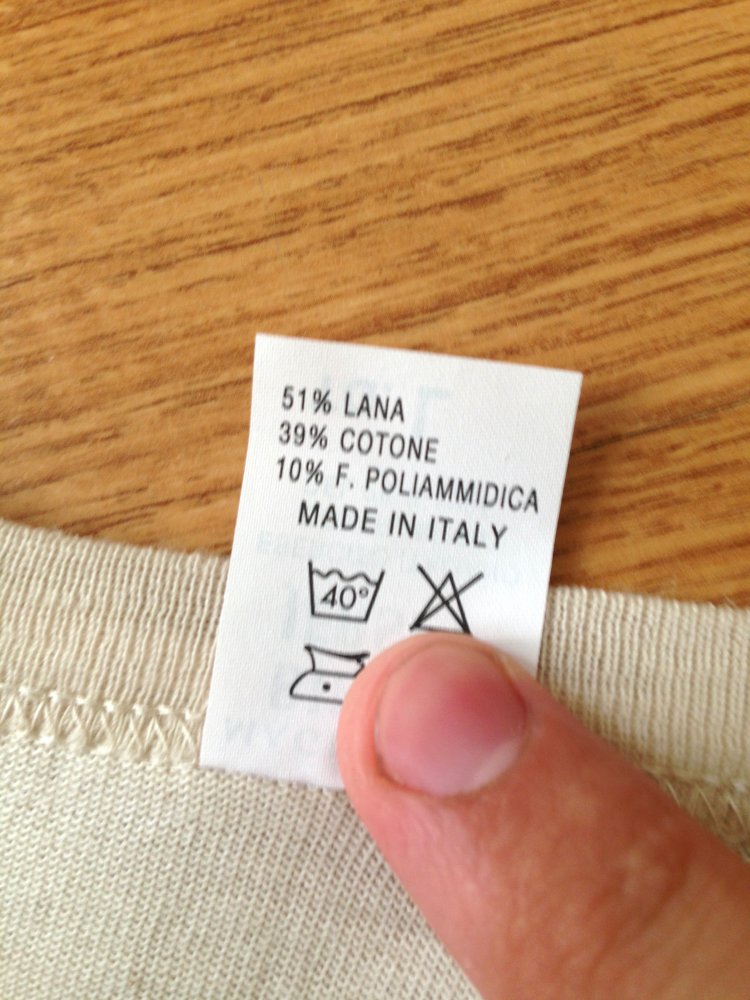 51% LANA
39% COTONE
10% F. POLIAMMIDICA
MADE IN ITALY
40°